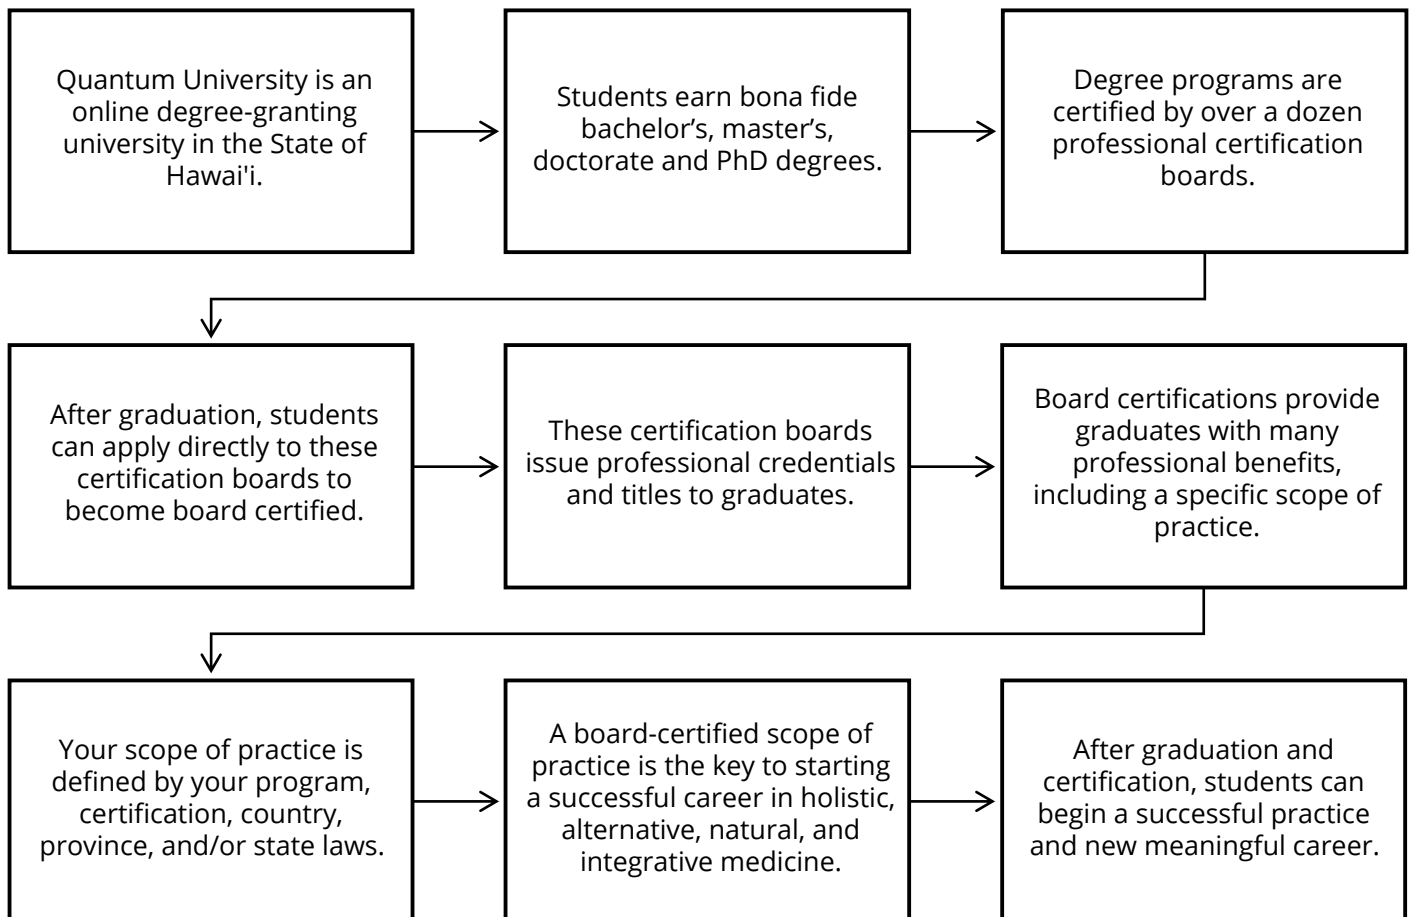 Quantum University is an
online degree-granting
university in the State of
Hawai'i.
Students earn bona fide
bachelor’s, master’s,
doctorate and PhD degrees.
Degree programs are
certified by over a dozen
professional certification
boards.
After graduation, students
can apply directly to these
certification boards to
become board certified.
These certification boards
issue professional credentials
and titles to graduates.
Board certifications provide
graduates with many
professional benefits,
including a specific scope of
practice.
Your scope of practice is
defined by your program,
certification, country,
province, and/or state laws.
A board-certified scope of
practice is the key to starting
a successful career in holistic,
alternative, natural, and
integrative medicine.
After graduation and
certification, students can
begin a successful practice
and new meaningful career.